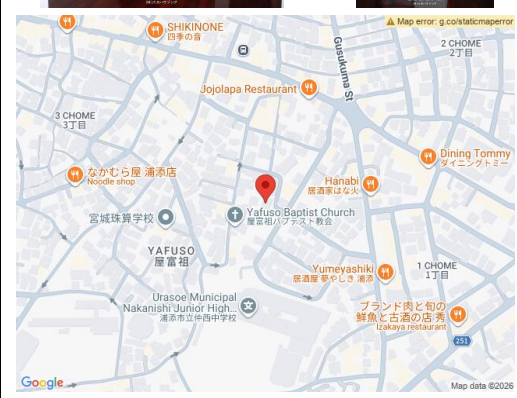 Map error: g.co/staticmaperror
SHIKINONE
四季の音
2 CHOME
2丁目
Gusukuma St
Jojolapa Restaurant
3 CHOME
3丁目
Dining Tommy
ダイニングトミー
なかむら屋 浦添店
Noodle shop
Hanabi
居酒家はな火
宮城珠算学校
Yafuso Baptist Church
屋富祖バプテスト教会
YAFUSO
屋富祖
Yumeyashiki
居酒屋 夢やしき 浦添
1 CHOME
1丁目
Urasoe Municipal
Nakanishi Junior High...
浦添市立仲西中学校
ブランド肉と旬の
鮮魚と古酒の店 秀
Izakaya restaurant
251
Google
Map data ©2026